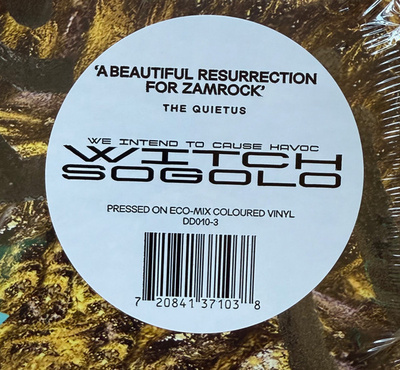 ‘A BEAUTIFUL RESURRECTION
FOR ZAMROCK’
THE QUIETUS
WE INTEND TO CAUSE HAVOC
WITCH
SOGOLO
PRESSED ON ECO-MIX COLOURED VINYL
DD010-3
7 20841 37103 8